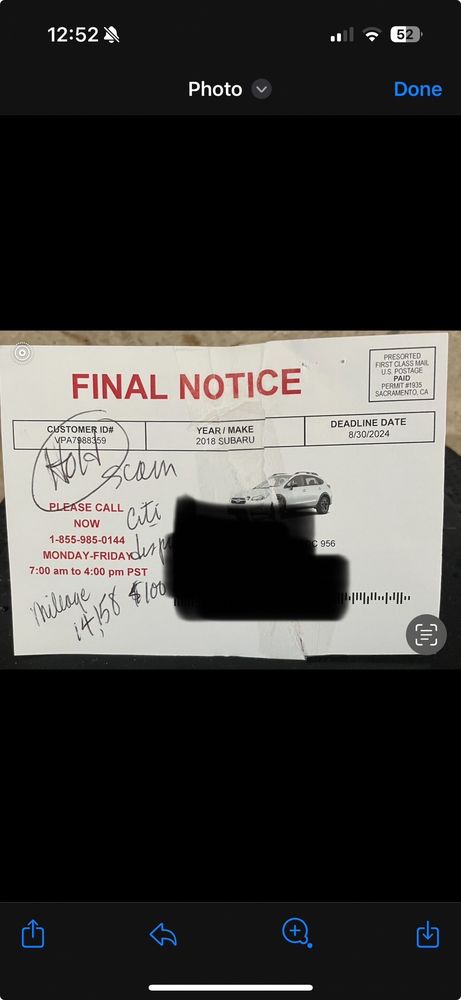 12:52
52
Photo
Done
PRESORTED
FIRST CLASS MAIL
U.S. POSTAGE
PAID
PERMIT #1935
SACRAMENTO, CA
FINAL NOTICE
CUSTOMER ID#
VPA7988359
YEAR / MAKE
2018 SUBARU
DEADLINE DATE
8/30/2024
Hold
scam
PLEASE CALL
NOW
1-855-985-0144
MONDAY-FRIDAY
7:00 am to 4:00 pm PST
Citi
$100
C 956
mileage
14,158